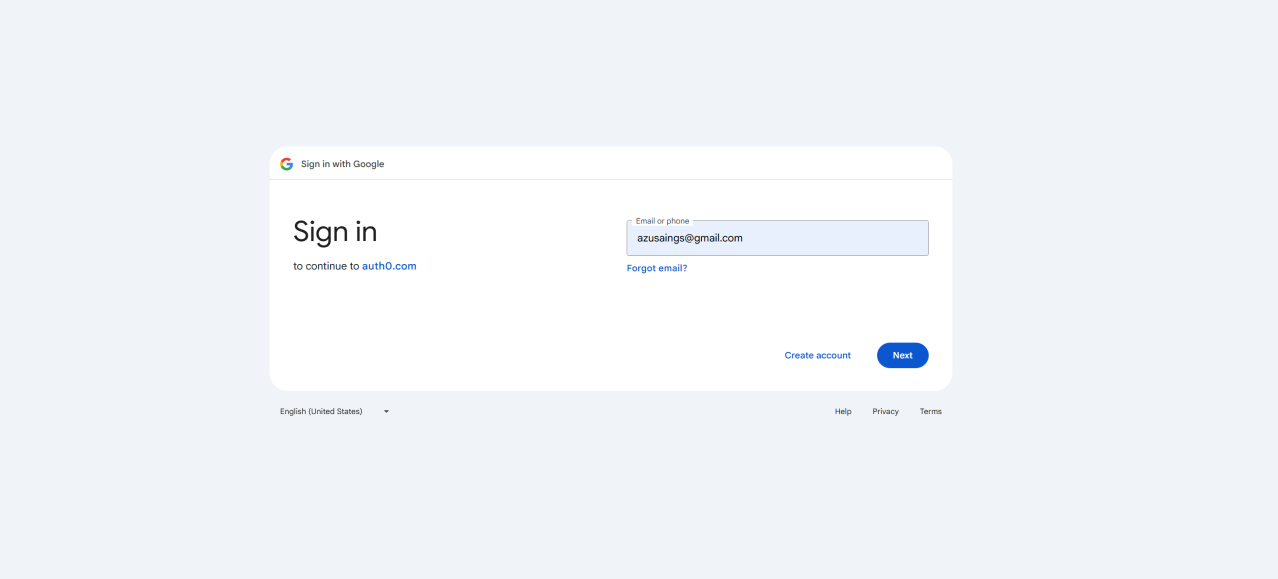 Sign in with Google
Sign in
to continue to auth0.com
Email or phone
azusaings@gmail.com
Forgot email?
Create account
Next
English (United States)
Help
Privacy
Terms